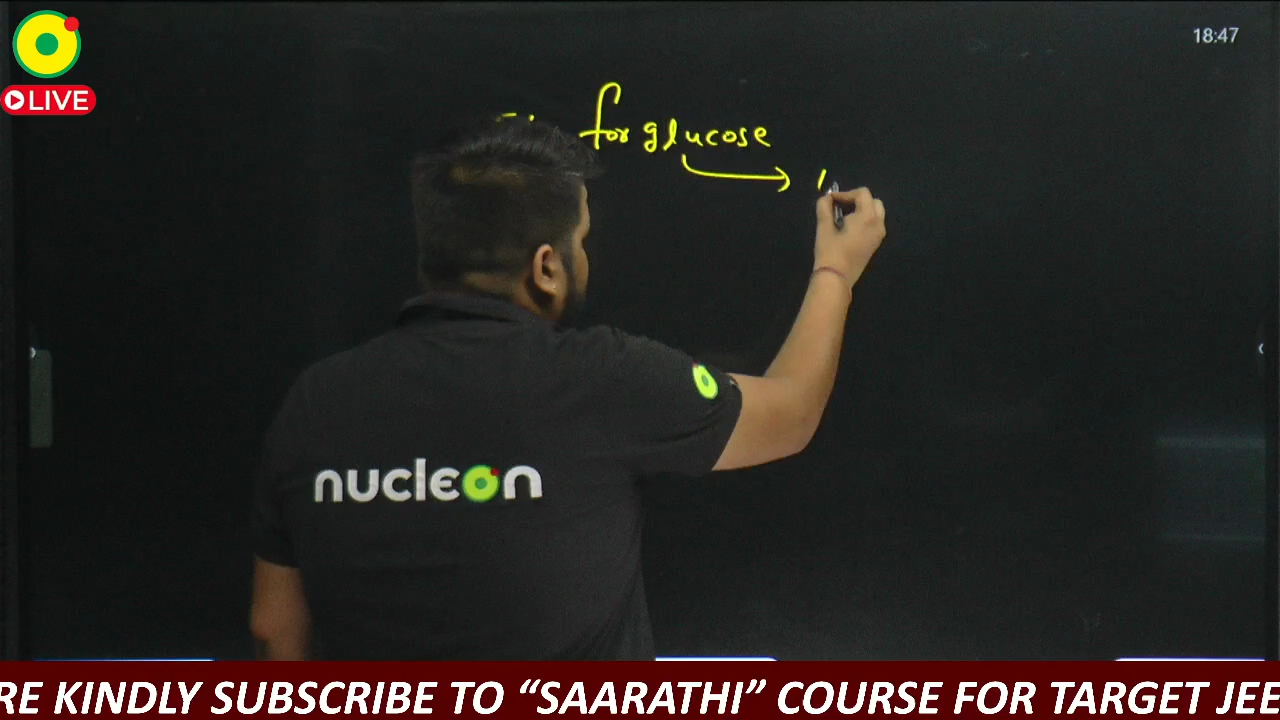 18:47
LIVE
for glucose
nucleon
RE KINDLY SUBSCRIBE TO “SAARATHI” COURSE FOR TARGET JEE